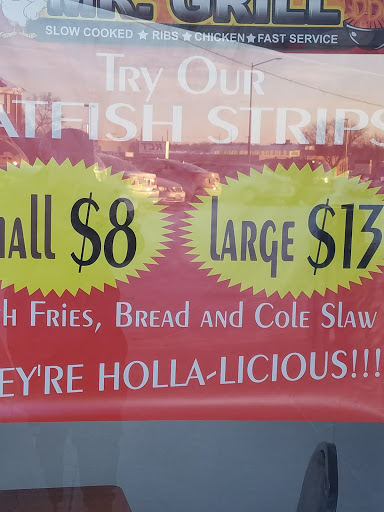 MR. GRILL
SLOW COOKED ★ RIBS ★ CHICKEN ★ FAST SERVICE
TRY OUR
ATFISH STRIPS
mall $8
large $13
h Fries, Bread and Cole Slaw
EY'RE HOLLA-LICIOUS!!!!